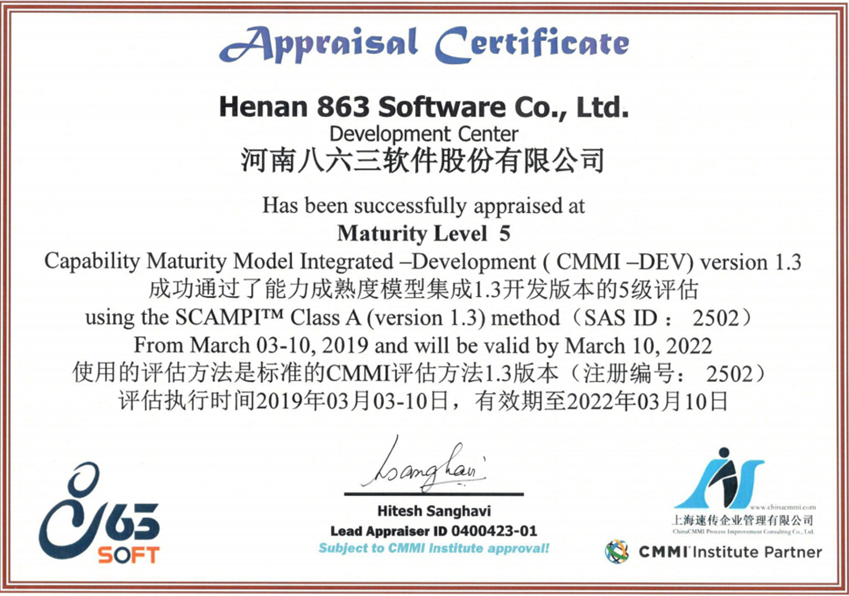 Appraisal Certificate
Henan 863 Software Co., Ltd.
Development Center
河南八六三软件股份有限公司
Has been successfully appraised at
Maturity Level 5
Capability Maturity Model Integrated –Development ( CMMI –DEV) version 1.3
成功通过了能力成熟度模型集成1.3开发版本的5级评估
using the SCAMPI™ Class A (version 1.3) method（SAS ID： 2502）
From March 03-10, 2019 and will be valid by March 10, 2022
使用的评估方法是标准的CMMI评估方法1.3版本（注册编号： 2502）
评估执行时间2019年03月03-10日，有效期至2022年03月10日
Hitesh Sanghavi
Lead Appraiser ID 0400423-01
Subject to CMMI Institute approval!
863
SOFT
www.chinacmmi.com
上海速传企业管理有限公司
ChinaCMMI Process Improvement Consulting Co., Ltd.
CMMI Institute Partner